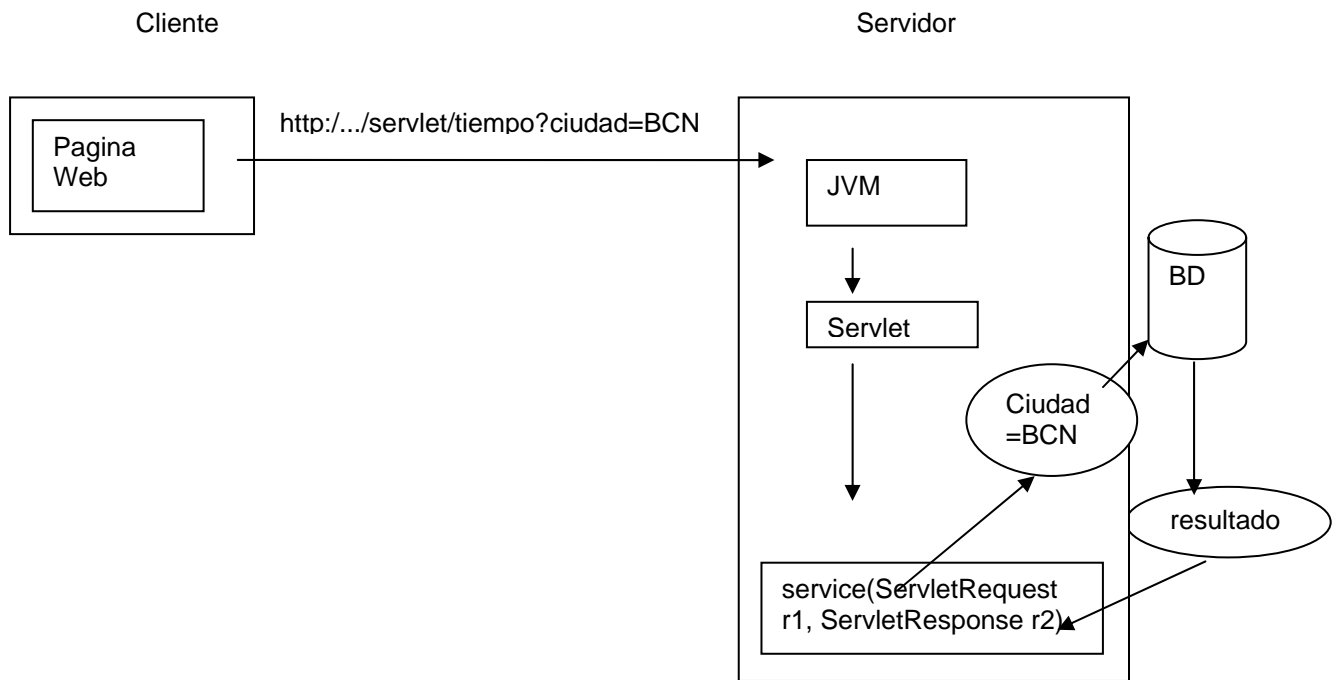 Cliente
Servidor
http:/.../servlet/tiempo?ciudad=BCN
Pagina
Web
JVM
BD
Servlet
Ciudad
=BCN
resultado
service(ServletRequest
r1, ServletResponse r2)